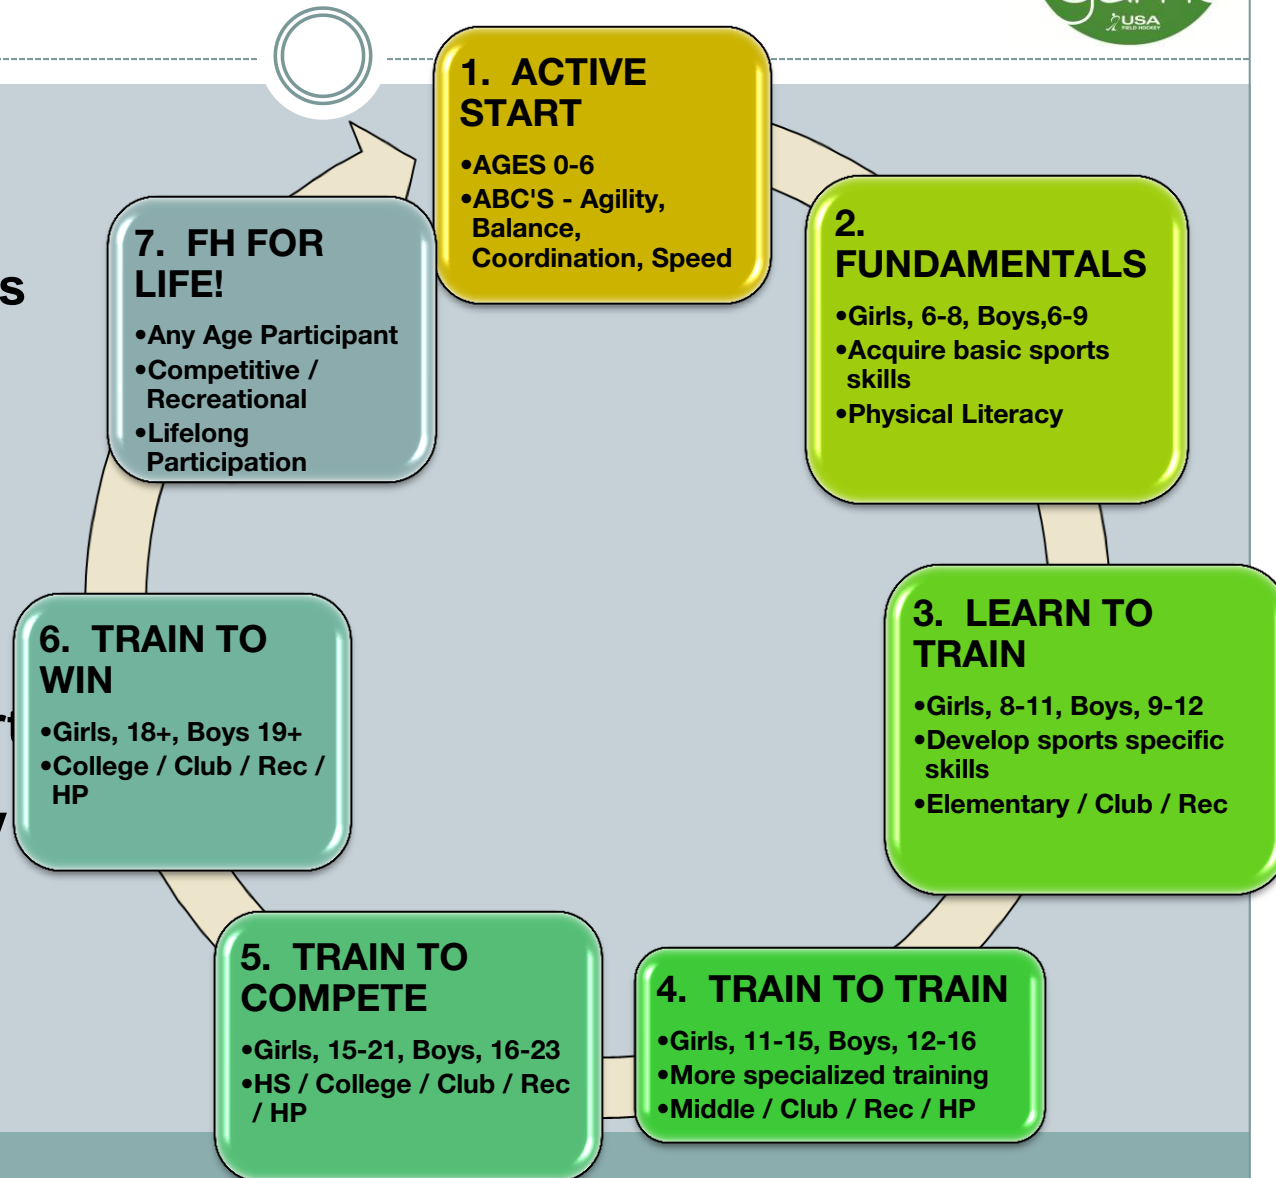 USA
FIELD HOCKEY
1. ACTIVE
START
•AGES 0-6
•ABC'S - Agility,
Balance,
Coordination, Speed
2.
FUNDAMENTALS
•Girls, 6-8, Boys,6-9
•Acquire basic sports
skills
•Physical Literacy
3. LEARN TO
TRAIN
•Girls, 8-11, Boys, 9-12
•Develop sports specific
skills
•Elementary / Club / Rec
4. TRAIN TO TRAIN
•Girls, 11-15, Boys, 12-16
•More specialized training
•Middle / Club / Rec / HP
5. TRAIN TO
COMPETE
•Girls, 15-21, Boys, 16-23
•HS / College / Club / Rec
/ HP
6. TRAIN TO
WIN
•Girls, 18+, Boys 19+
•College / Club / Rec /
HP
7. FH FOR
LIFE!
•Any Age Participant
•Competitive /
Recreational
•Lifelong
Participation